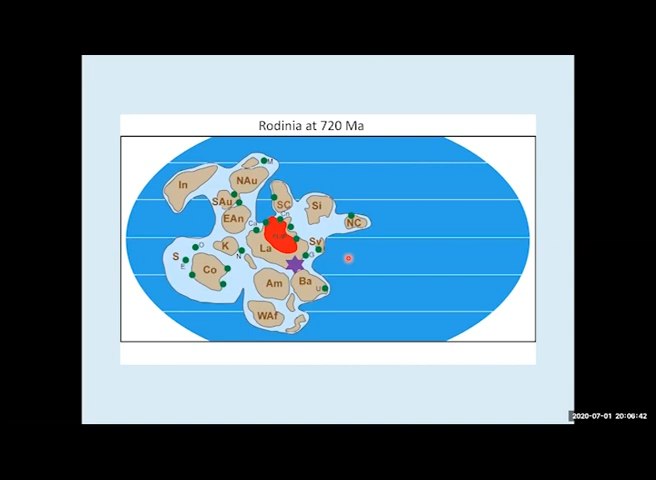 Rodinia at 720 Ma
M
In
NAu
SAu
SC
Si
EAn
NC
K
La
Sv
S
O
N
G
E
Co
Am
Ba
U
WAf
2020-07-01 20:06:42